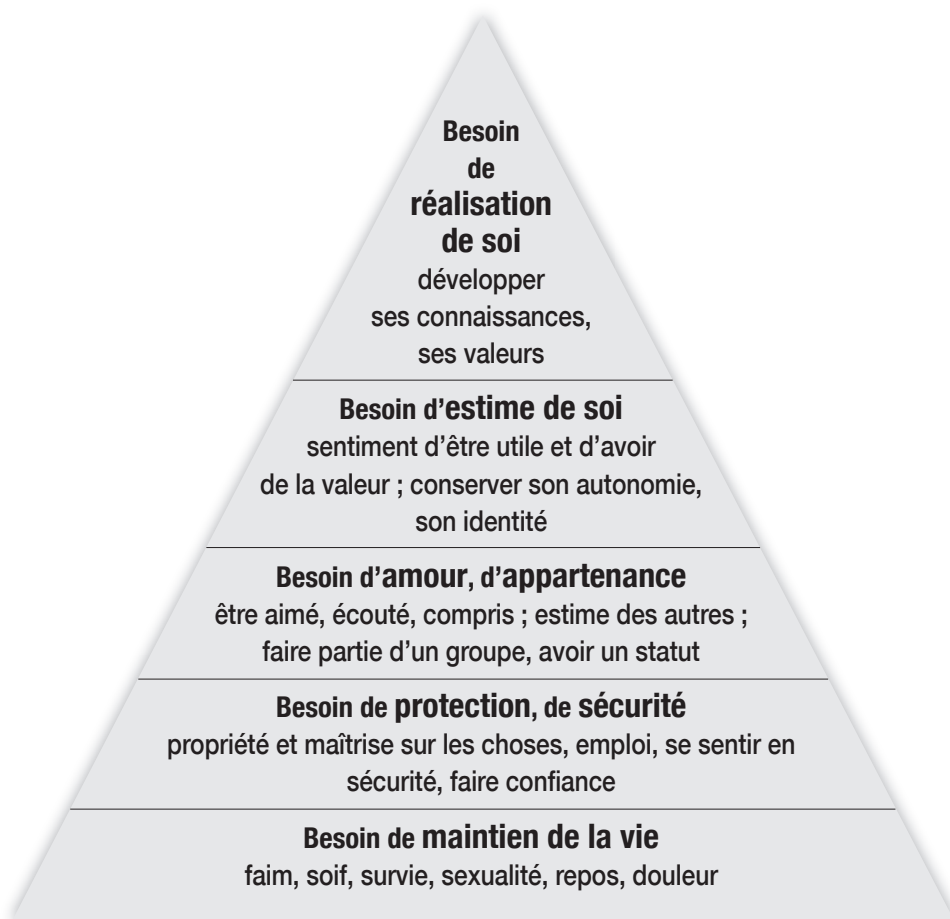 Besoin
de
réalisation
de soi
développer
ses connaissances,
ses valeurs
Besoin d’estime de soi
sentiment d’être utile et d’avoir
de la valeur ; conserver son autonomie,
son identité
Besoin d’amour, d’appartenance
être aimé, écouté, compris ; estime des autres ;
faire partie d’un groupe, avoir un statut
Besoin de protection, de sécurité
propriété et maîtrise sur les choses, emploi, se sentir en
sécurité, faire confiance
Besoin de maintien de la vie
faim, soif, survie, sexualité, repos, douleur